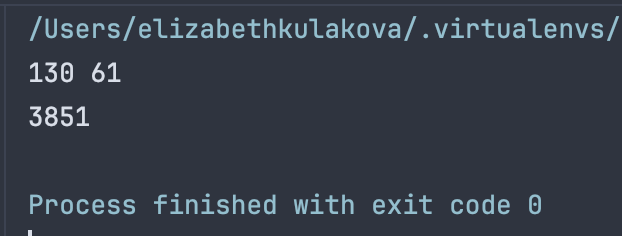 /Users/elizabethkulakova/.virtualenvs/
130 61
3851
Process finished with exit code 0